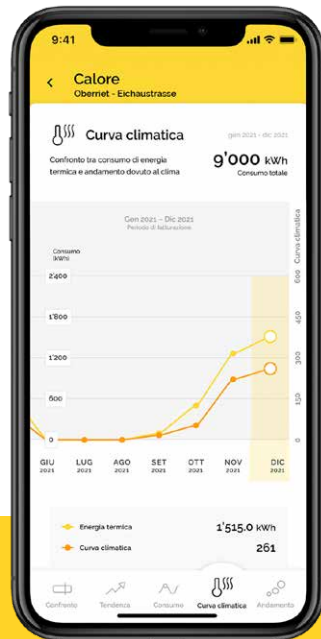 9:41
Calore
Oberriet - Eichaustrasse
Curva climatica
gen 2021 - dic 2021
Confronto tra consumo di energia
termica e andamento dovuto al clima
9'000 kWh
Consumo totale
Gen 2021 – Dic 2021
Periodo di fatturazione
Consumo
(kWh)
Curva climatica
2'400
600
1'800
450
1'200
300
600
150
0
0
GIU LUG AGO SET OTT NOV DIC
2021 2021 2021 2021 2021 2021 2021
Energia termica 1'515.0 kWh
Curva climatica 261
Confronto Tendenza Consumo Curva climatica Andamento